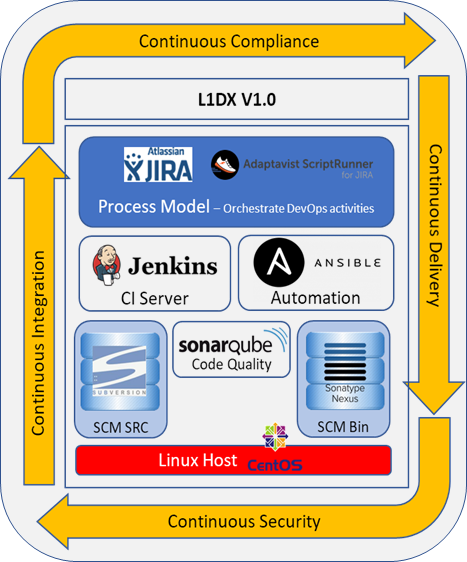 Continuous Compliance
L1DX V1.0
Atlassian
JIRA
Adaptavist ScriptRunner
for JIRA
Process Model – Orchestrate DevOps activities
Jenkins
CI Server
ANSIBLE
Automation
SUBVERSION
SCM SRC
sonarqube
Code Quality
Sonatype
Nexus
SCM Bin
Linux Host
CentOS
Continuous Integration
Continuous Delivery
Continuous Security